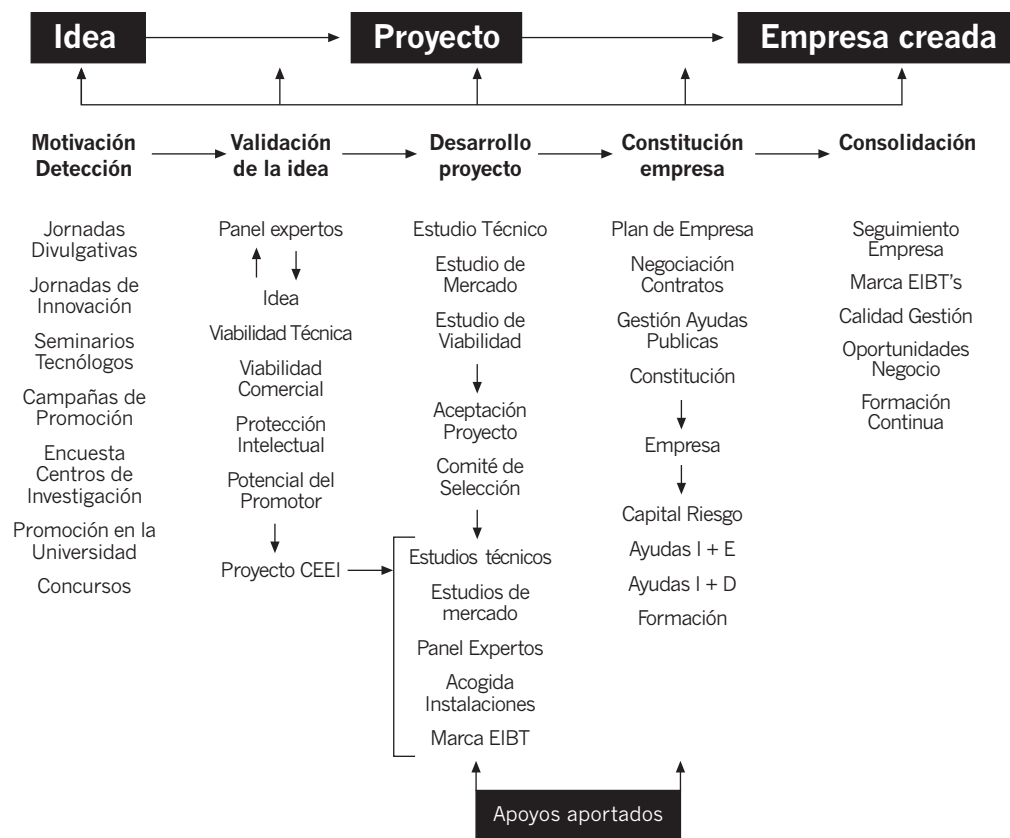 Idea
Proyecto
Empresa creada
Motivación
Detección
Validación
de la idea
Desarrollo
proyecto
Constitución
empresa
Consolidación
Jornadas
Divulgativas
Jornadas de
Innovación
Seminarios
Tecnólogos
Campañas de
Promoción
Encuesta
Centros de
Investigación
Promoción en la
Universidad
Concursos
Panel expertos
Idea
Viabilidad Técnica
Viabilidad
Comercial
Protección
Intelectual
Potencial del
Promotor
Proyecto CEEI
Estudio Técnico
Estudio de
Mercado
Estudio de
Viabilidad
Aceptación
Proyecto
Comité de
Selección
Estudios técnicos
Estudios de
mercado
Panel Expertos
Acogida
Instalaciones
Marca EIBT
Plan de Empresa
Negociación
Contratos
Gestión Ayudas
Publicas
Constitución
Empresa
Capital Riesgo
Ayudas I + E
Ayudas I + D
Formación
Seguimiento
Empresa
Marca EIBT’s
Calidad Gestión
Oportunidades
Negocio
Formación
Continua
Apoyos aportados